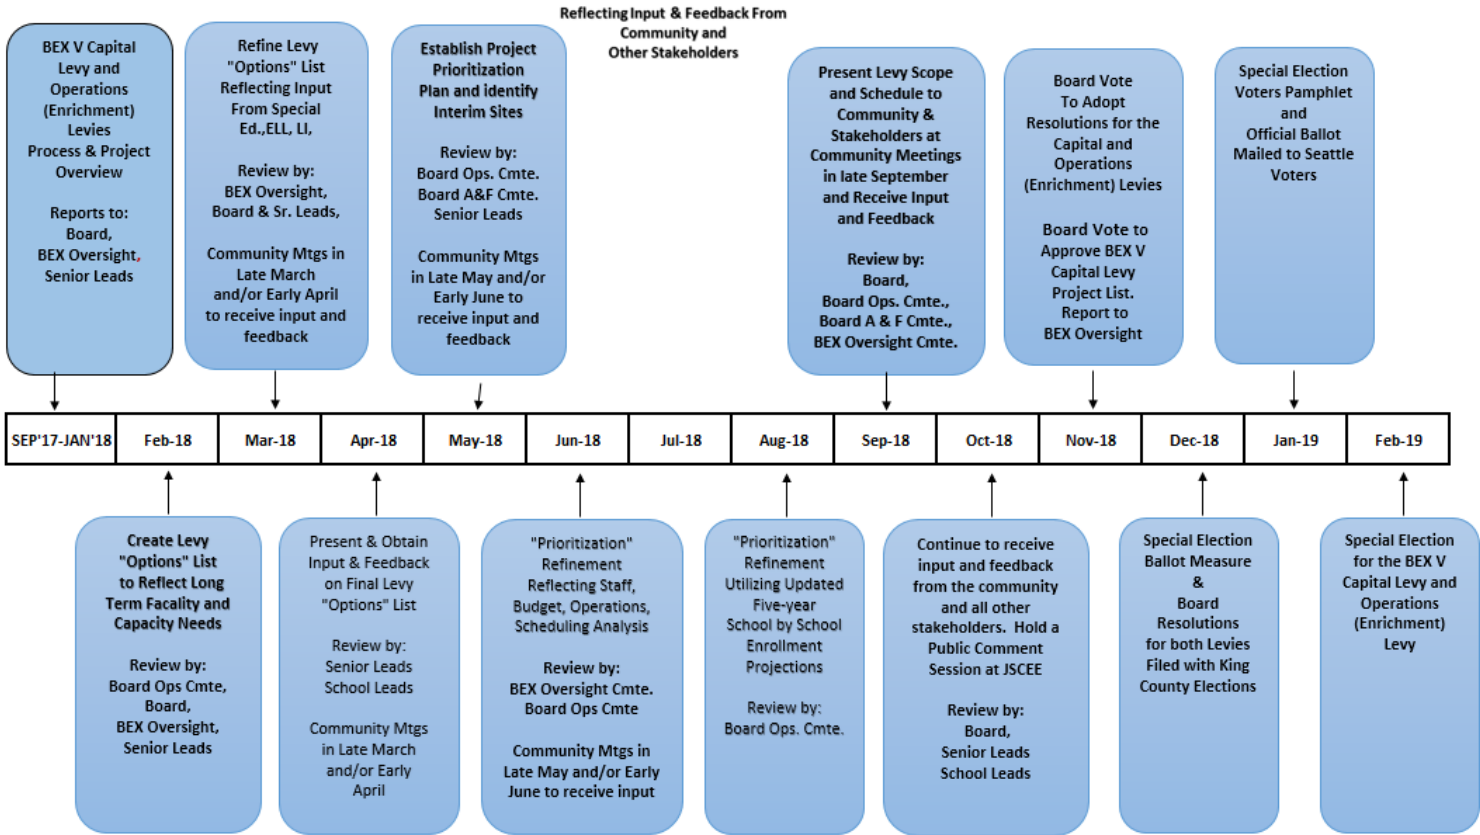 Reflecting Input & Feedback From
Community and
Other Stakeholders
BEX V Capital
Levy and
Operations
(Enrichment)
Levies
Process & Project
Overview
Reports to:
Board,
BEX Oversight,
Senior Leads
Refine Levy
"Options" List
Reflecting Input
From Special
Ed.,ELL, LI,
Review by:
BEX Oversight,
Board & Sr. Leads,
Community Mtgs in
Late March
and/or Early April
to receive input and
feedback
Establish Project
Prioritization
Plan and identify
Interim Sites
Review by:
Board Ops. Cmte.
Board A&F Cmte.
Senior Leads
Community Mtgs
in Late May and/or
Early June to
receive input and
feedback
Present Levy Scope
and Schedule to
Community &
Stakeholders at
Community Meetings
in late September
and Receive Input
and Feedback
Review by:
Board,
Board Ops. Cmte.,
Board A & F Cmte.,
BEX Oversight Cmte.
Board Vote
To Adopt
Resolutions for the
Capital and
Operations
(Enrichment) Levies
Board Vote to
Approve BEX V
Capital Levy
Project List.
Report to
BEX Oversight
Special Election
Voters Pamphlet
and
Official Ballot
Mailed to Seattle
Voters
SEP'17-JAN'18 Feb-18 Mar-18 Apr-18 May-18 Jun-18 Jul-18 Aug-18 Sep-18 Oct-18 Nov-18 Dec-18 Jan-19 Feb-19
Create Levy
"Options" List
to Reflect Long
Term Facality and
Capacity Needs
Review by:
Board Ops Cmte,
Board,
BEX Oversight,
Senior Leads
Present & Obtain
Input & Feedback
on Final Levy
"Options" List
Review by:
Senior Leads
School Leads
Community Mtgs
in Late March
and/or Early
April
"Prioritization"
Refinement
Reflecting Staff,
Budget, Operations,
Scheduling Analysis
Review by:
BEX Oversight Cmte.
Board Ops Cmte
Community Mtgs in
Late May and/or Early
June to receive input
"Prioritization"
Refinement
Utilizing Updated
Five-year
School by School
Enrollment
Projections
Review by:
Board Ops. Cmte.
Continue to receive
input and feedback
from the community
and all other
stakeholders. Hold a
Public Comment
Session at JSCEE
Review by:
Board,
Senior Leads
School Leads
Special Election
Ballot Measure
&
Board
Resolutions
for both Levies
Filed with King
County Elections
Special Election
for the BEX V
Capital Levy and
Operations
(Enrichment)
Levy